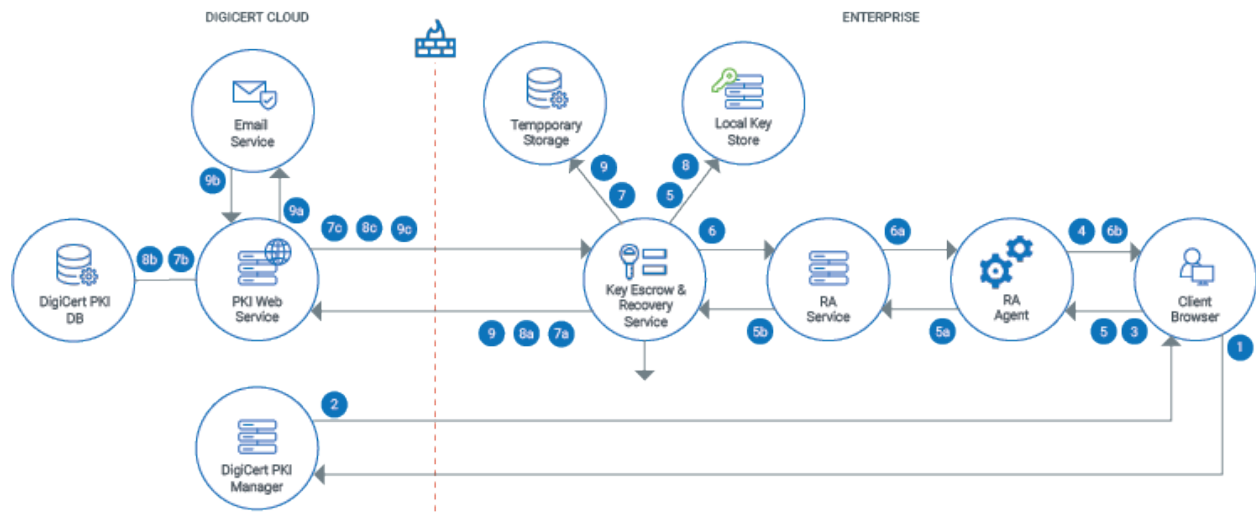 DIGICERT CLOUD
ENTERPRISE
Email
Service
Tempporary
Storage
Local Key
Store
9b
9a
9
7
8
5
7c
8c
9c
6
6a
4
6b
8b
7b
DigiCert PKI
DB
PKI Web
Service
Key Escrow &
Recovery
Service
RA
Service
RA
Agent
Client
Browser
9
8a
7a
5b
5a
5
3
1
2
DigiCert PKI
Manager